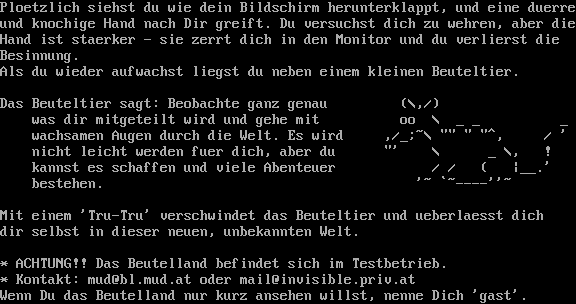 Ploetzlich siehst du wie dein Bildschirm herunterklappt, und eine duerre
und knochige Hand nach Dir greift. Du versuchst dich zu wehren, aber die
Hand ist staerker - sie zerrt dich in den Monitor und du verlierst die
Besinnung.
Als du wieder aufwachst liegst du neben einem kleinen Beuteltier.
Das Beuteltier sagt: Beobachte ganz genau
was dir mitgeteilt wird und gehe mit
wachsamen Augen durch die Welt. Es wird
nicht leicht werden fuer dich, aber du
kannst es schaffen und viele Abenteuer
bestehen.
Mit einem 'Tru-Tru' verschwindet das Beuteltier und ueberlaesst dich
dir selbst in dieser neuen, unbekannten Welt.
* ACHTUNG!! Das Beutelland befindet sich im Testbetrieb.
* Kontakt: mud@bl.mud.at oder mail@invisible.priv.at
Wenn Du das Beutelland nur kurz ansehen willst, nenne Dich 'gast'.